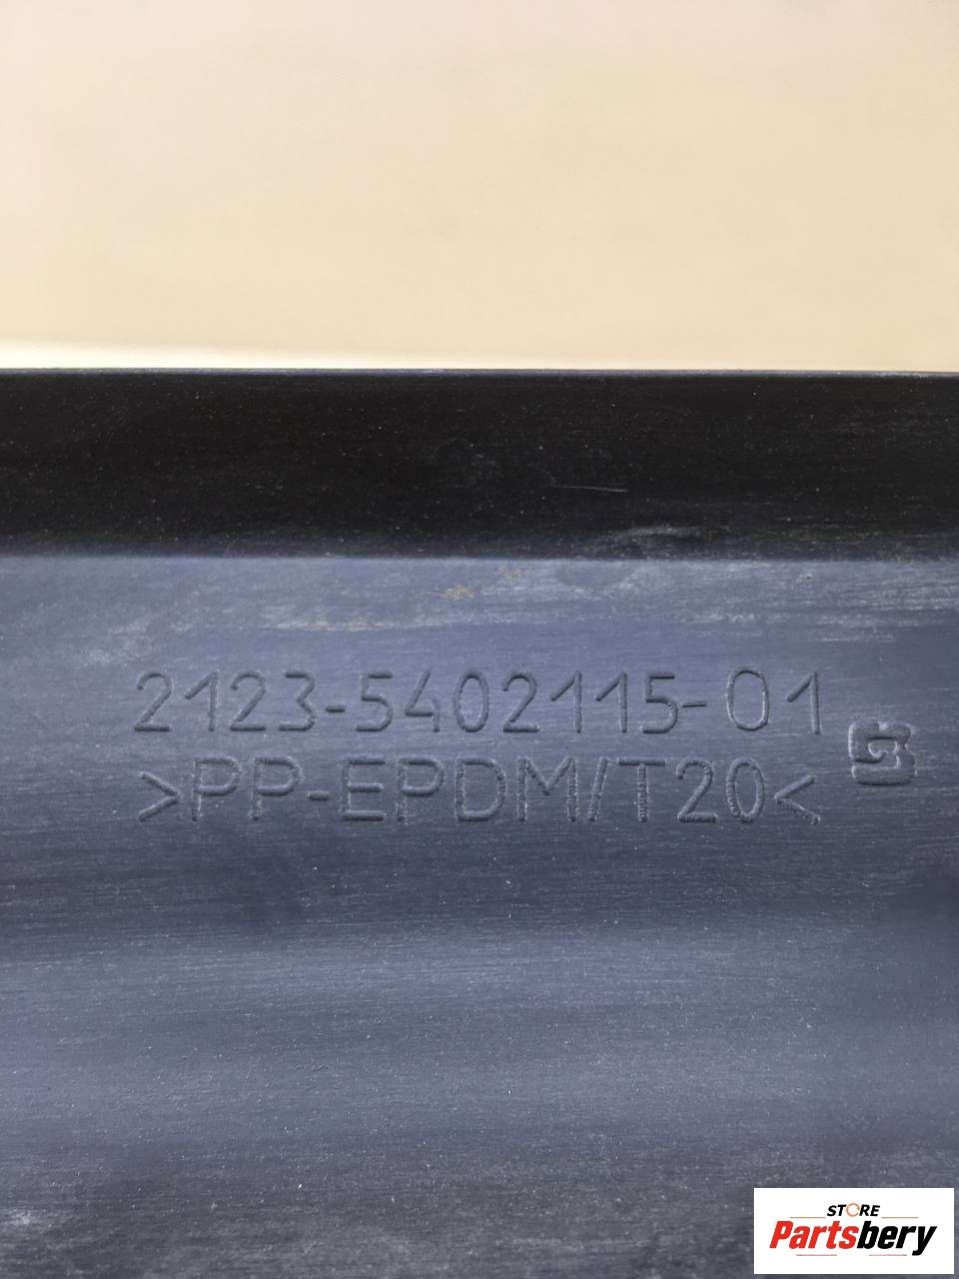 2123-5402115-01
>PP-EPDM/T20<
STORE
Partsbery